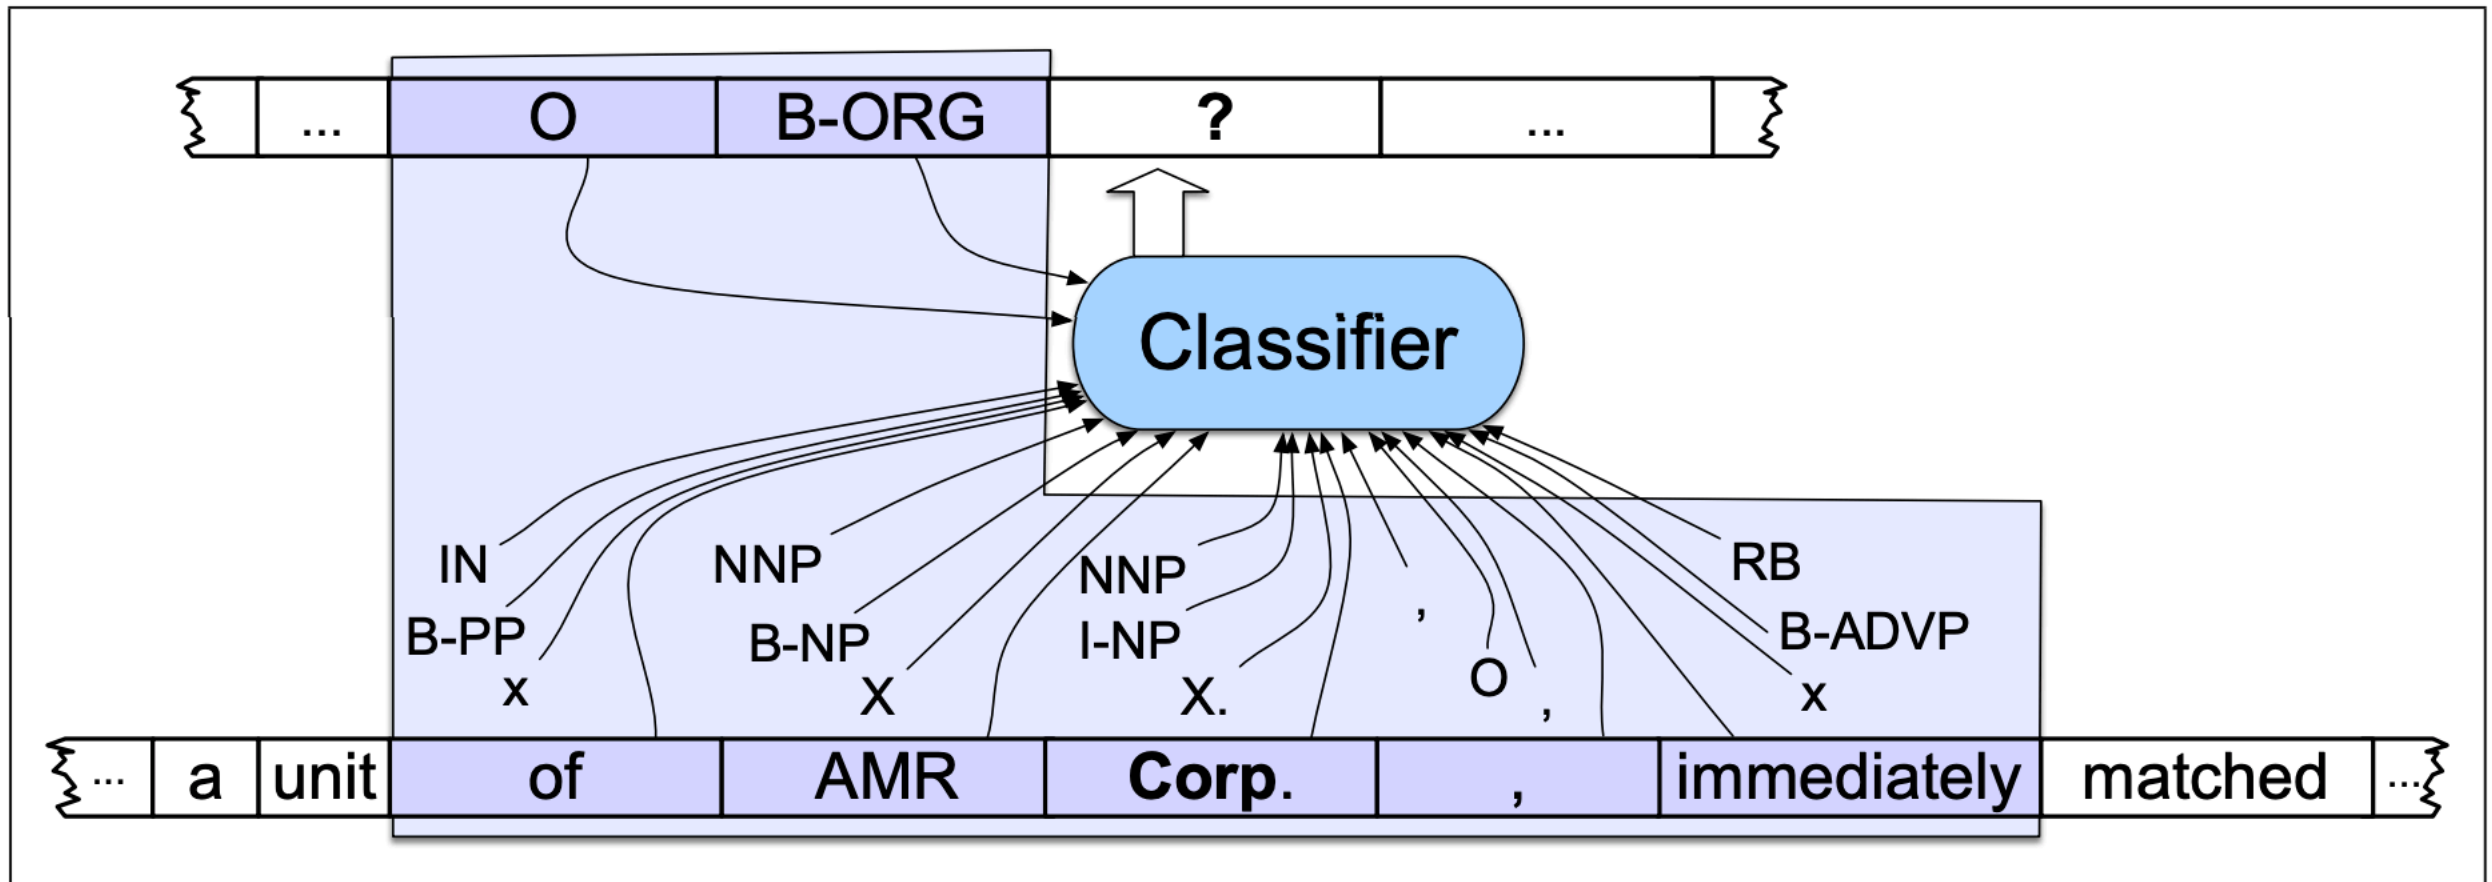 ... O B-ORG ? ...
Classifier
IN NNP NNP , RB
B-PP B-NP I-NP B-ADVP
x X X. O , x
... a unit of AMR Corp. , immediately matched ...